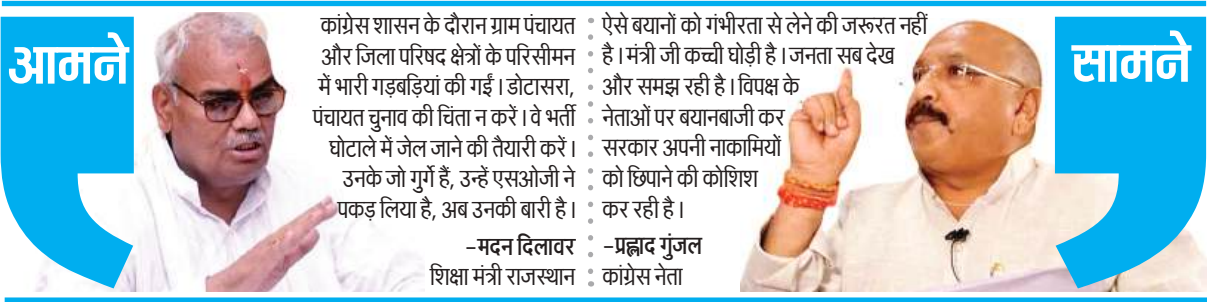 आमने
कांग्रेस शासन के दौरान ग्राम पंचायत
और जिला परिषद क्षेत्रों के परिसीमन
में भारी गड़बड़ियां की गईं। डोटासरा,
पंचायत चुनाव की चिंता न करें। वे भर्ती
घोटाले में जेल जाने की तैयारी करें।
उनके जो गुर्गे हैं, उन्हें एसओजी ने
पकड़ लिया है, अब उनकी बारी है।
-मदन दिलावर
शिक्षा मंत्री राजस्थान
ऐसे बयानों को गंभीरता से लेने की जरूरत नहीं
है। मंत्री जी कच्ची घोड़ी है। जनता सब देख
और समझ रही है। विपक्ष के
नेताओं पर बयानबाजी कर
सरकार अपनी नाकामियों
को छिपाने की कोशिश
कर रही है।
-प्रह्लाद गुंजल
कांग्रेस नेता
सामने